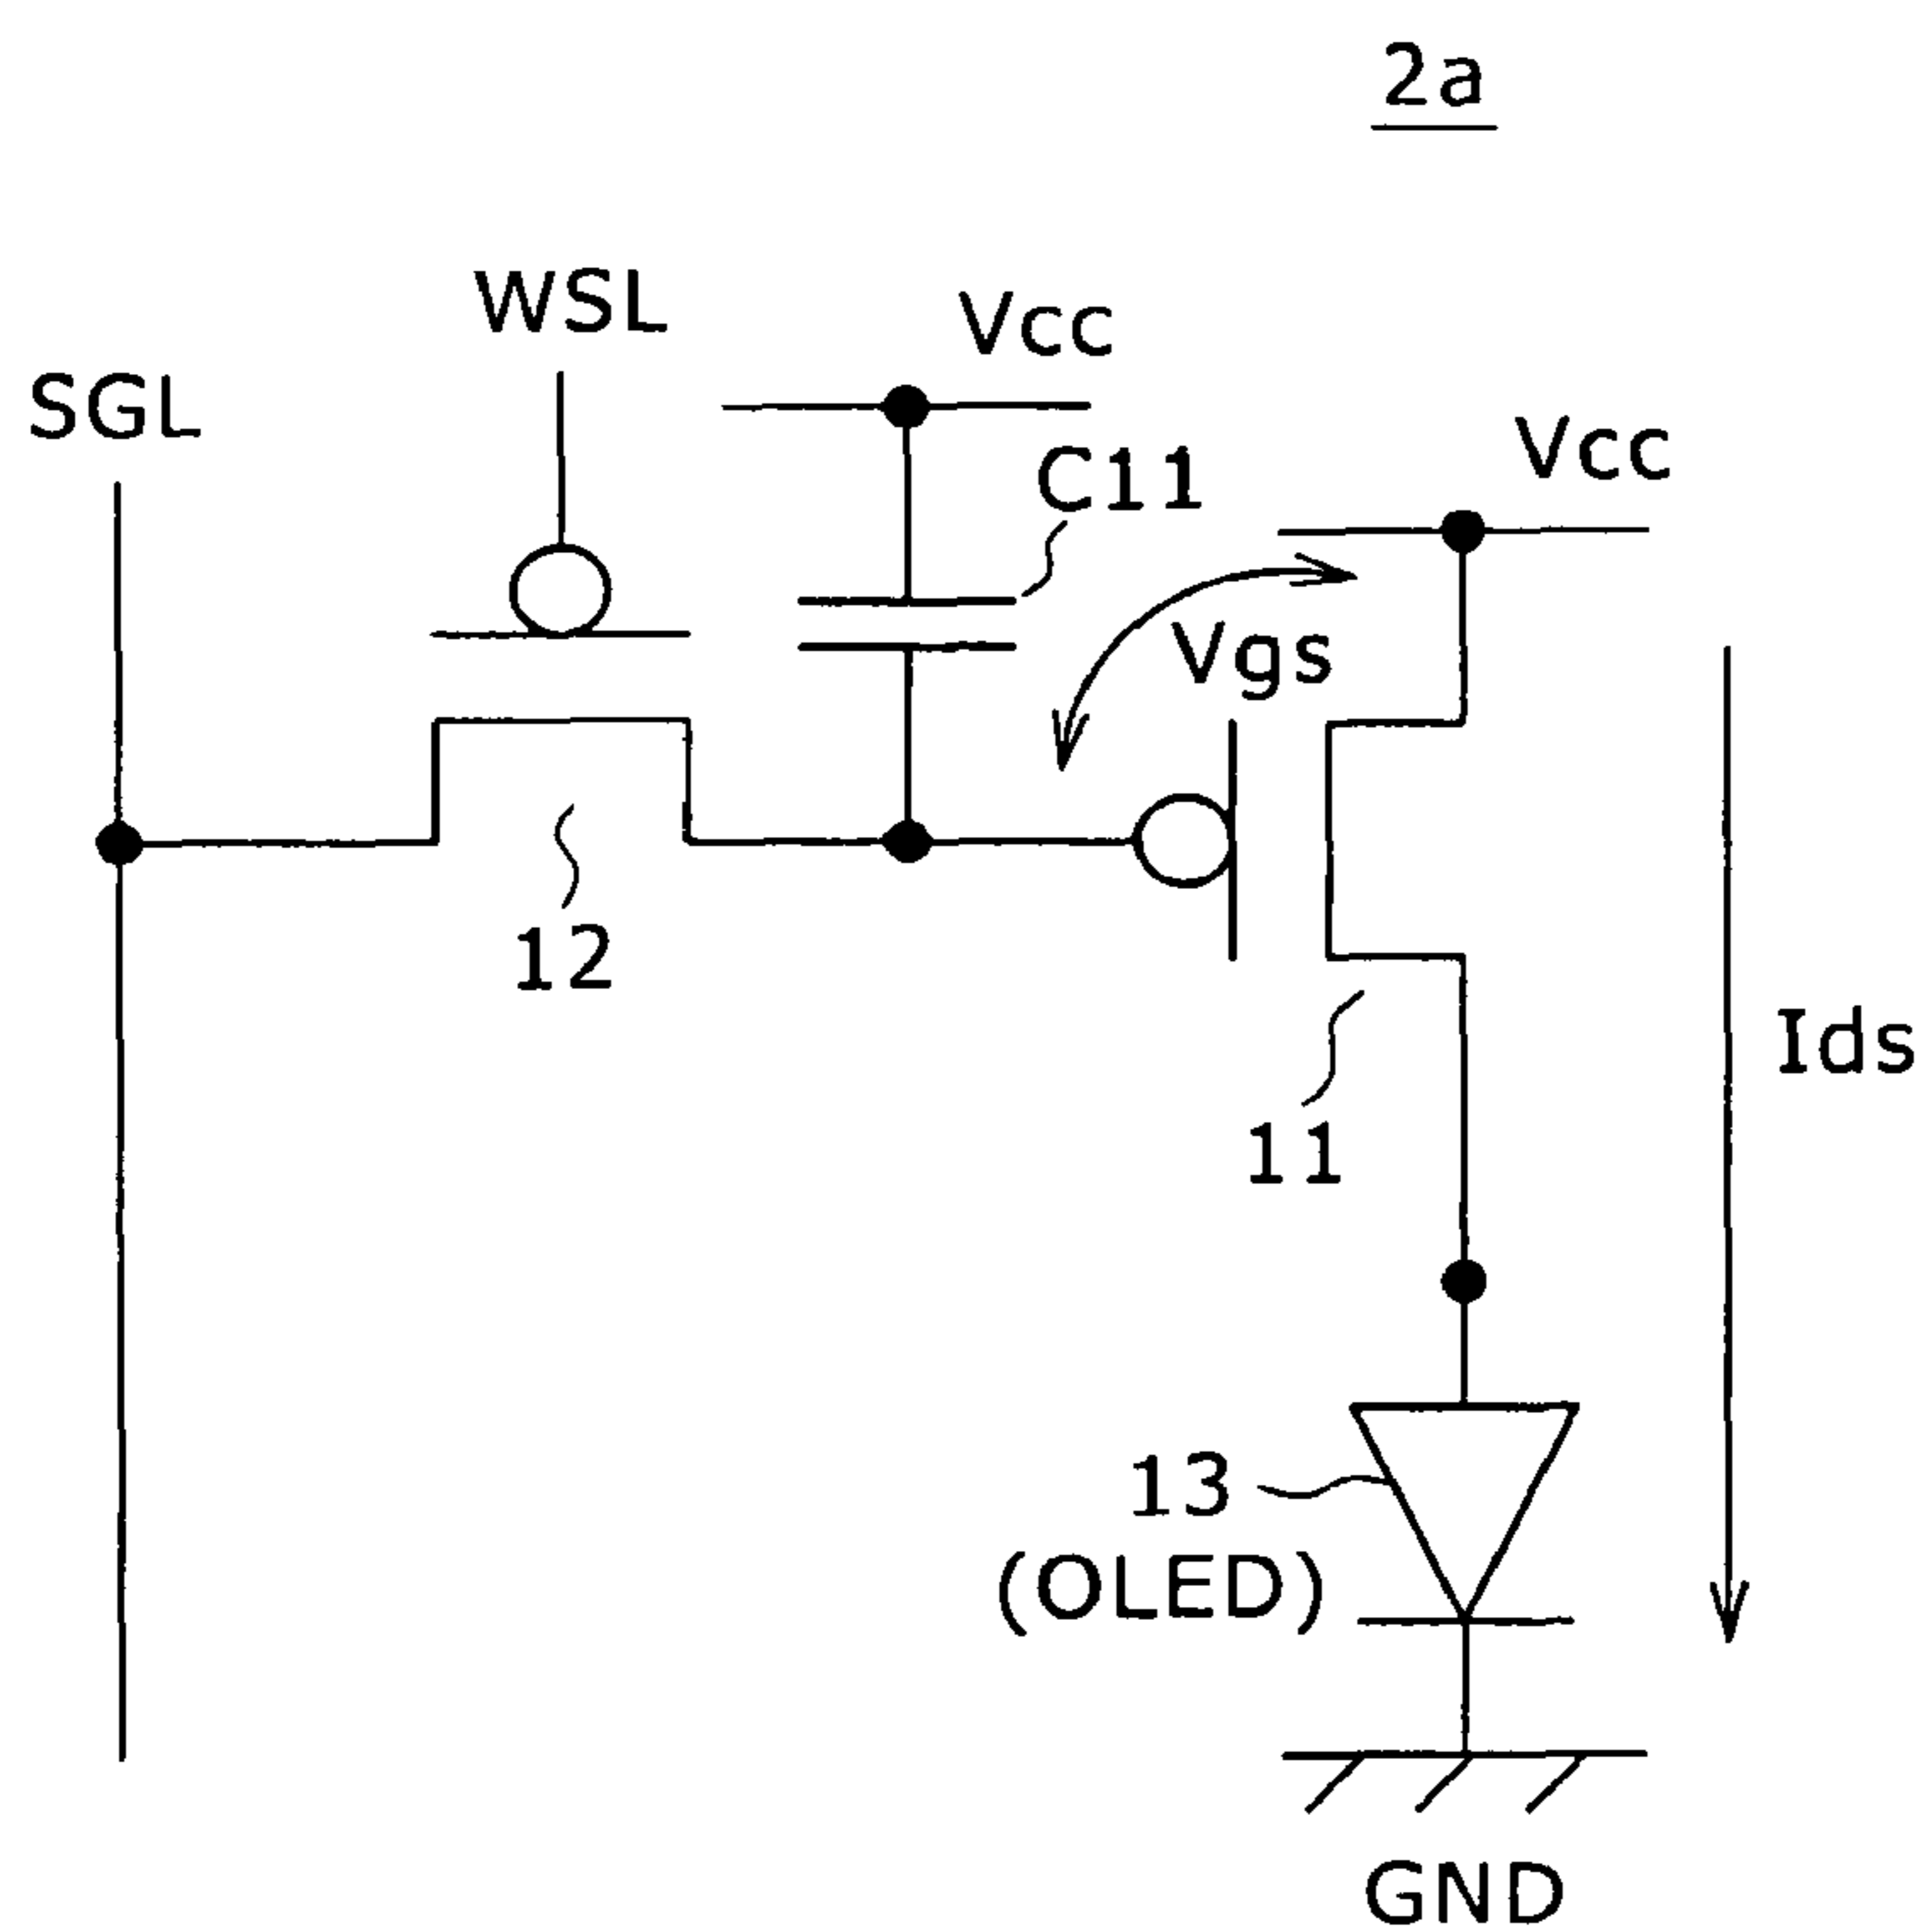 2a
WSL
Vcc
SGL
C11
Vcc
Vgs
12
Ids
11
13
(OLED)
GND